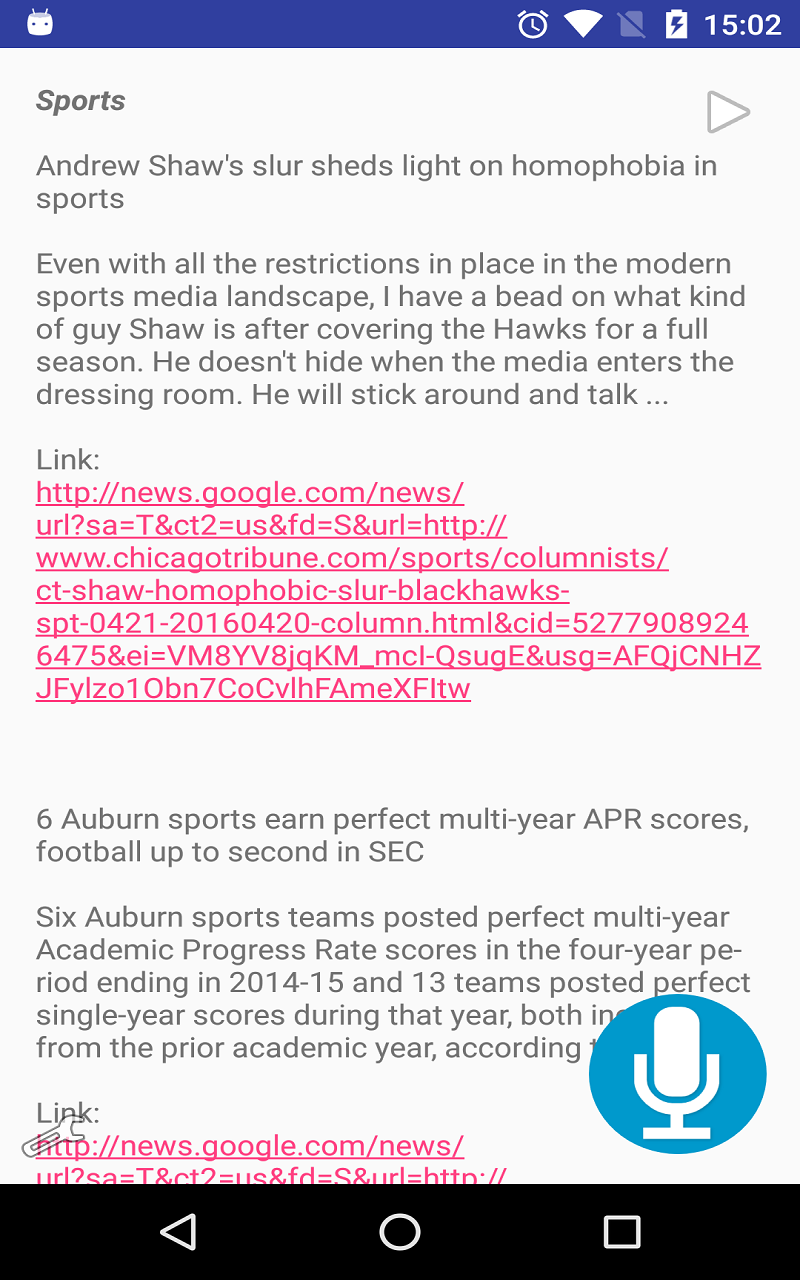 15:02
Sports
Andrew Shaw's slur sheds light on homophobia in
sports
Even with all the restrictions in place in the modern
sports media landscape, I have a bead on what kind
of guy Shaw is after covering the Hawks for a full
season. He doesn't hide when the media enters the
dressing room. He will stick around and talk ...
Link:
http://news.google.com/news/
url?sa=T&ct2=us&fd=S&url=http://
www.chicagotribune.com/sports/columnists/
ct-shaw-homophobic-slur-blackhawks-
spt-0421-20160420-column.html&cid=5277908924
6475&ei=VM8YV8jqKM_mcI-QsugE&usg=AFQjCNHZ
JFylzo1Obn7CoCvlhFAmeXFItw
6 Auburn sports earn perfect multi-year APR scores,
football up to second in SEC
Six Auburn sports teams posted perfect multi-year
Academic Progress Rate scores in the four-year pe-
riod ending in 2014-15 and 13 teams posted perfect
single-year scores during that year, both
from the prior academic year, according
Link:
http://news.google.com/news/
url?sa=T&ct2=us&fd=S&url=http://